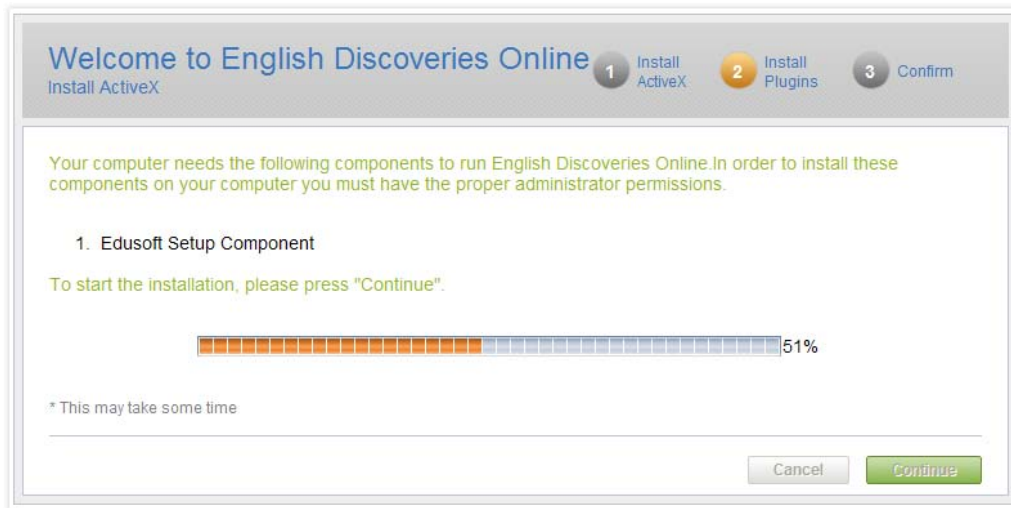 Welcome to English Discoveries Online
Install ActiveX
1 Install ActiveX
2 Install Plugins
3 Confirm
Your computer needs the following components to run English Discoveries Online.In order to install these
components on your computer you must have the proper administrator permissions.
1. Edusoft Setup Component
To start the installation, please press "Continue".
51%
* This may take some time
Cancel
Continue